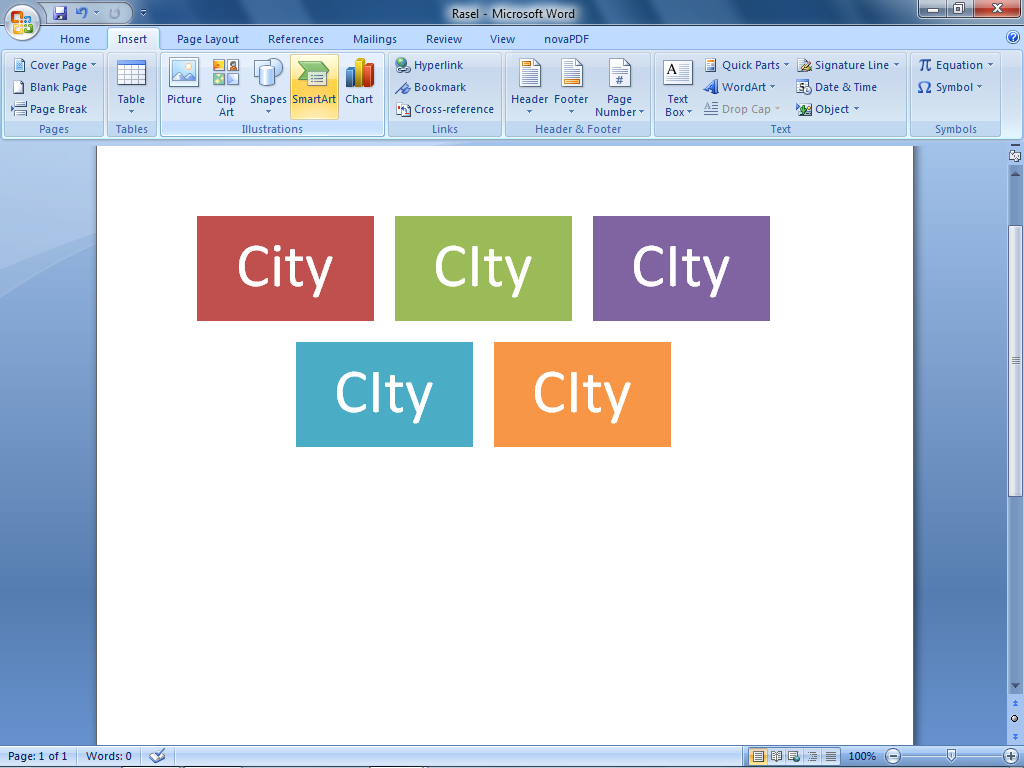 Rasel - Microsoft Word
Home Insert Page Layout References Mailings Review View novaPDF
Cover Page
Blank Page
Page Break
Pages
Table
Tables
Picture
Clip Art
Shapes
SmartArt
Chart
Illustrations
Hyperlink
Bookmark
Cross-reference
Links
Header
Footer
Page Number
Header & Footer
Text Box
Quick Parts
WordArt
Drop Cap
Signature Line
Date & Time
Object
Text
Equation
Symbol
Symbols
City CIty CIty
CIty CIty
Page: 1 of 1 Words: 0 100%